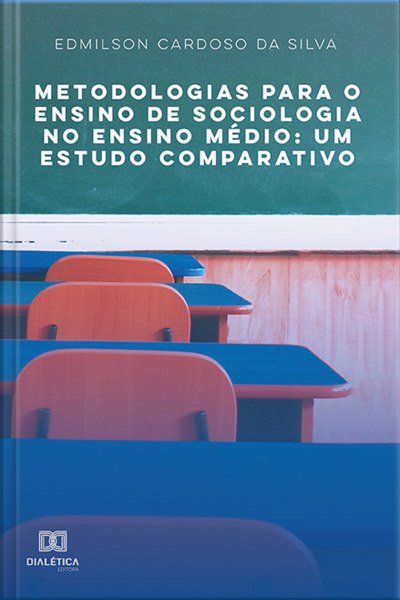 EDMILSON CARDOSO DA SILVA
METODOLOGIAS PARA O
ENSINO DE SOCIOLOGIA
NO ENSINO MÉDIO: UM
ESTUDO COMPARATIVO
DIALÉTICA
EDITORA